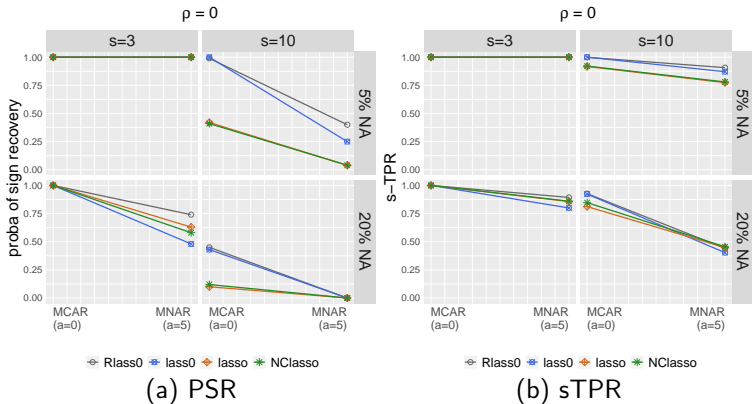 ρ = 0
s=3
s=10
1.00
0.75
0.50
0.25
0.00
5% NA
1.00
0.75
0.50
0.25
0.00
20% NA
proba of sign recovery
MCAR
(a=0)
MNAR
(a=5)
MCAR
(a=0)
MNAR
(a=5)
Rlass0
lass0
lasso
NClasso
(a) PSR
ρ = 0
s=3
s=10
1.00
0.75
0.50
0.25
0.00
5% NA
1.00
0.75
0.50
0.25
0.00
20% NA
s−TPR
MCAR
(a=0)
MNAR
(a=5)
MCAR
(a=0)
MNAR
(a=5)
Rlass0
lass0
lasso
NClasso
(b) sTPR